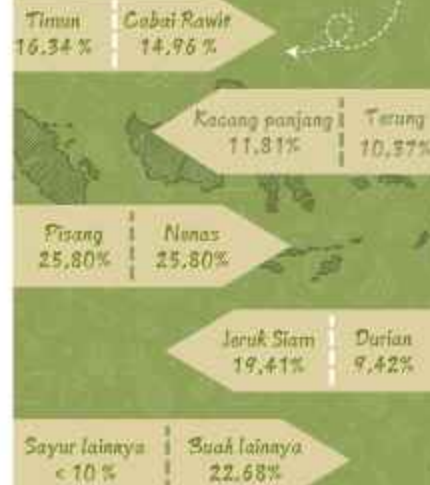 Timun Cabai Rawit
16,34 % 14,96 %
Kacang panjang Terung
11,81% 10,37%
Pisang Nenas
25,80% 25,80%
Jeruk Siam Durian
19,41% 9,42%
Sayur lainnya Buah lainnya
< 10 % 22,68%